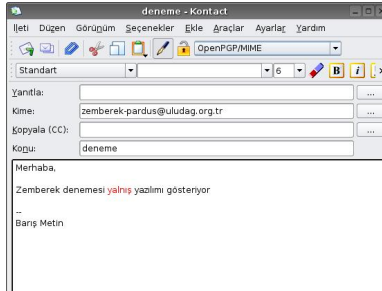 deneme - Kontact
İleti Düzen Görünüm Seçenekler Ekle Araçlar Ayarlar Yardım
OpenPGP/MIME
Standart 6 B i
Yanıtla: ...
Kime: zemberek-pardus@uludag.org.tr ...
Kopyala (CC): ...
Konu: deneme
Merhaba,
Zemberek denemesi yalnış yazılımı gösteriyor
--
Barış Metin